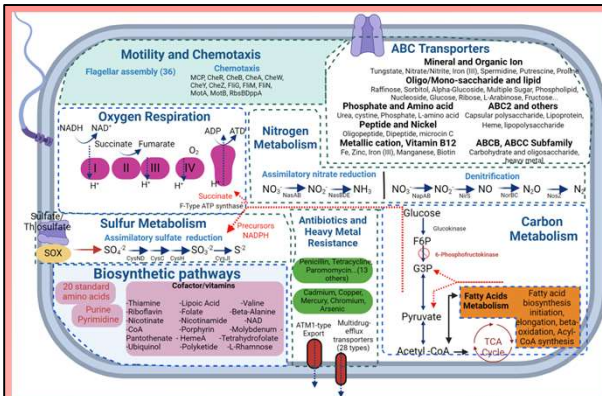 Motility and Chemotaxis
Flagellar assembly (36)
Chemotaxis
MCP, CheR, CheB, CheA, CheW,
CheY, CheZ, FliG, FliM, FliN,
MotA, MotB, RbsBDppA
ABC Transporters
Mineral and Organic Ion
Tungstate, Nitrate/Nitrite, Iron (III), Spermidine, Putrescine, Proline
Oligo/Mono-saccharide and lipid
Raffinose, Sorbitol, Alpha-Glucoside, Multiple Sugar, Phospholipid,
Nucleoside, Glucose, Ribose, L-Arabinose, Fructose...
Phosphate and Amino acid
Urea, cystine, Phosphate, L-amino acid
Peptide and Nickel
Oligopeptide, Dipeptide, microcin C
Metallic cation, Vitamin B12
Fe, Zinc, Iron (III), Manganese, Biotin
ABC2 and others
Capsular polysaccharide, Lipoprotein,
Heme, lipopolysaccharide
ABCB, ABCC Subfamily
Carbohydrate and oligosaccharide,
heavy metal
Oxygen Respiration
NADH NAD⁺
Succinate Fumarate
O₂
ADP ATP
I II III IV
H⁺ H⁺ H⁺ H⁺
Succinate
F-Type ATP synthase
Nitrogen
Metabolism
Assimilatory nitrate reduction
NO₃⁻ NasAB NO₂⁻ NasBDE NH₃
Denitrification
NO₃⁻ NapAB NO₂⁻ NirS NO NorBC N₂O NosZ N₂
Sulfate/
Thiosulfate
SOX
Sulfur Metabolism
Precursors
NADPH
Assimilatory sulfate reduction
SO₄⁻² CysND CysC SO₃⁻² CysJI S⁻²
CysH
Biosynthetic pathways
20 standard
amino acids
Purine
Pyrimidine
Cofactor/vitamins
-Thiamine -Lipoic Acid -Valine
-Riboflavin -Folate -Beta-Alanine
-Nicotinate -Nicotinamide -NAD
-CoA -Porphyrin -Molybdenum
Pantothenate -HemeA -Tetrahydrofolate
-Ubiquinol -Polyketide -L-Rhamnose
Antibiotics and
Heavy Metal
Resistance
Penicillin, Tetracycline,
Paromomycin...(13
others)
Cadmium, Copper,
Mercury, Chromium,
Arsenic
ATM1-type
Export
Multidrug-
efflux
transporters
(28 types)
Carbon
Metabolism
Glucose
Glucokinase
F6P
6-Phosphofructokinase
G3P
Pyruvate
Acetyl -CoA
TCA
Cycle
Fatty Acids
Metabolism
Fatty acid
biosynthesis
initiation,
elongation, beta-
oxidation, Acyl-
CoA synthesis